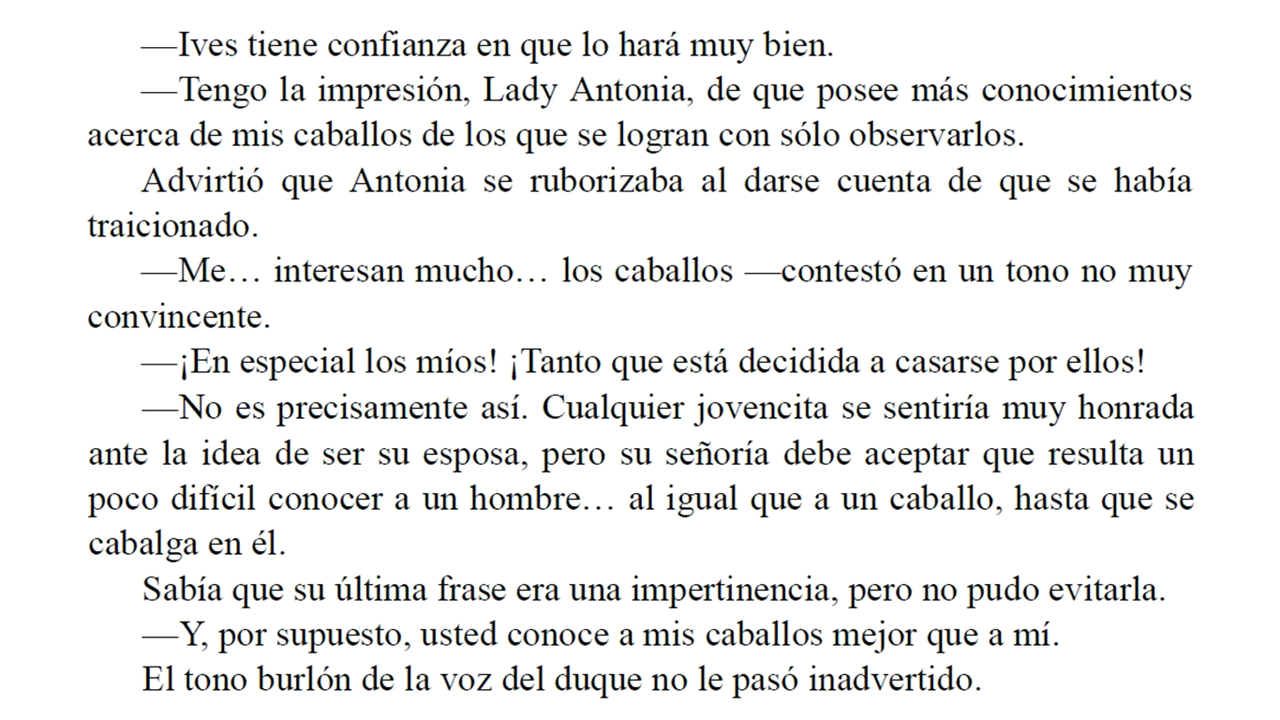 —Ives tiene confianza en que lo hará muy bien.
—Tengo la impresión, Lady Antonia, de que posee más conocimientos
acerca de mis caballos de los que se logran con sólo observarlos.
Advirtió que Antonia se ruborizaba al darse cuenta de que se había
traicionado.
—Me… interesan mucho… los caballos —contestó en un tono no muy
convincente.
—¡En especial los míos! ¡Tanto que está decidida a casarse por ellos!
—No es precisamente así. Cualquier jovencita se sentiría muy honrada
ante la idea de ser su esposa, pero su señoría debe aceptar que resulta un
poco difícil conocer a un hombre… al igual que a un caballo, hasta que se
cabalga en él.
Sabía que su última frase era una impertinencia, pero no pudo evitarla.
—Y, por supuesto, usted conoce a mis caballos mejor que a mí.
El tono burlón de la voz del duque no le pasó inadvertido.